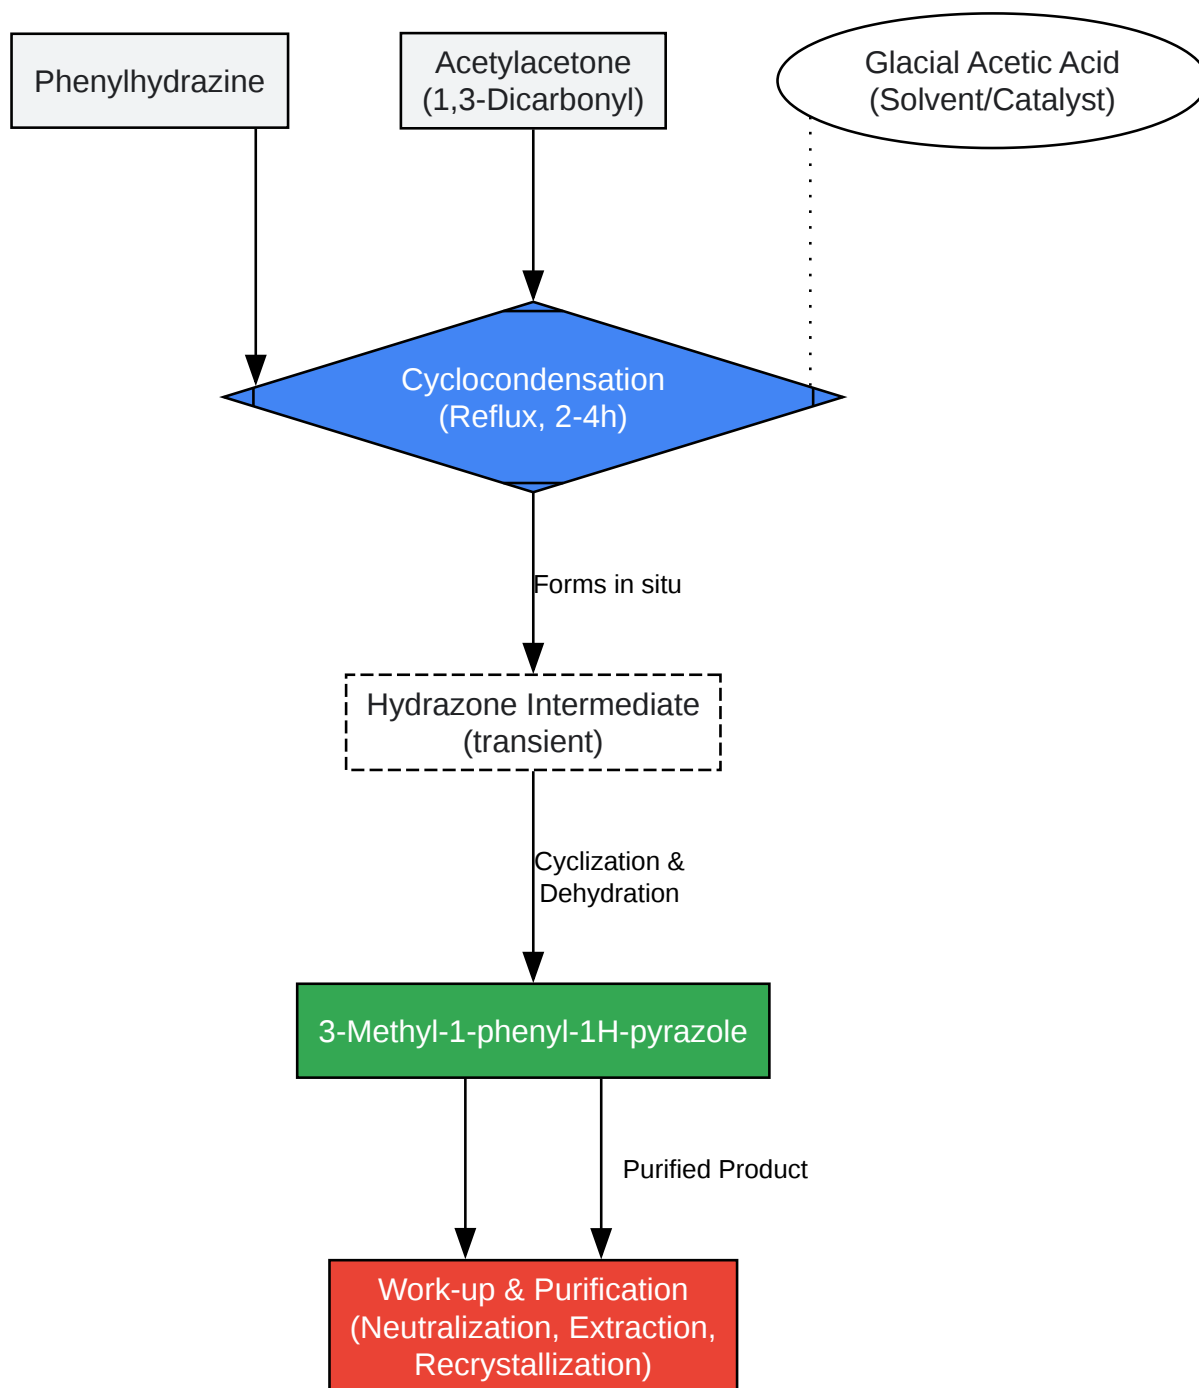 Phenylhydrazine
Acetylacetone
(1,3-Dicarbonyl)
Glacial Acetic Acid
(Solvent/Catalyst)
Cyclocondensation
(Reflux, 2-4h)
Forms in situ
Hydrazone Intermediate
(transient)
Cyclization &
Dehydration
3-Methyl-1-phenyl-1H-pyrazole
Purified Product
Work-up & Purification
(Neutralization, Extraction,
Recrystallization)